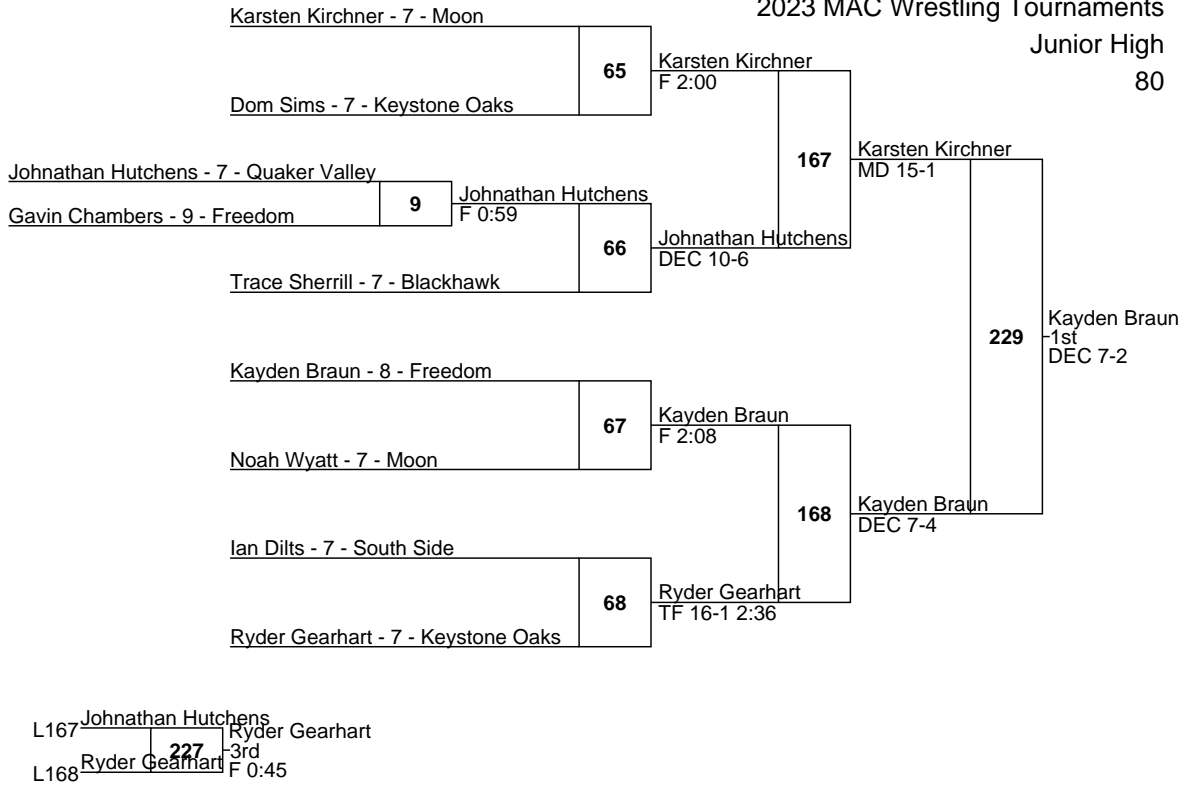 2023 MAC Wrestling Tournaments
Junior High
80
Karsten Kirchner - 7 - Moon
65
Dom Sims - 7 - Keystone Oaks
Karsten Kirchner
F 2:00
Johnathan Hutchens - 7 - Quaker Valley
9
Gavin Chambers - 9 - Freedom
Johnathan Hutchens
F 0:59
66
Trace Sherrill - 7 - Blackhawk
Johnathan Hutchens
DEC 10-6
167
Karsten Kirchner
MD 15-1
Kayden Braun - 8 - Freedom
67
Noah Wyatt - 7 - Moon
Kayden Braun
F 2:08
Ian Dilts - 7 - South Side
68
Ryder Gearhart - 7 - Keystone Oaks
Ryder Gearhart
TF 16-1 2:36
168
Kayden Braun
DEC 7-4
229
Kayden Braun
1st
DEC 7-2
L167
Johnathan Hutchens
227
L168
Ryder Gearhart
Ryder Gearhart
3rd
F 0:45